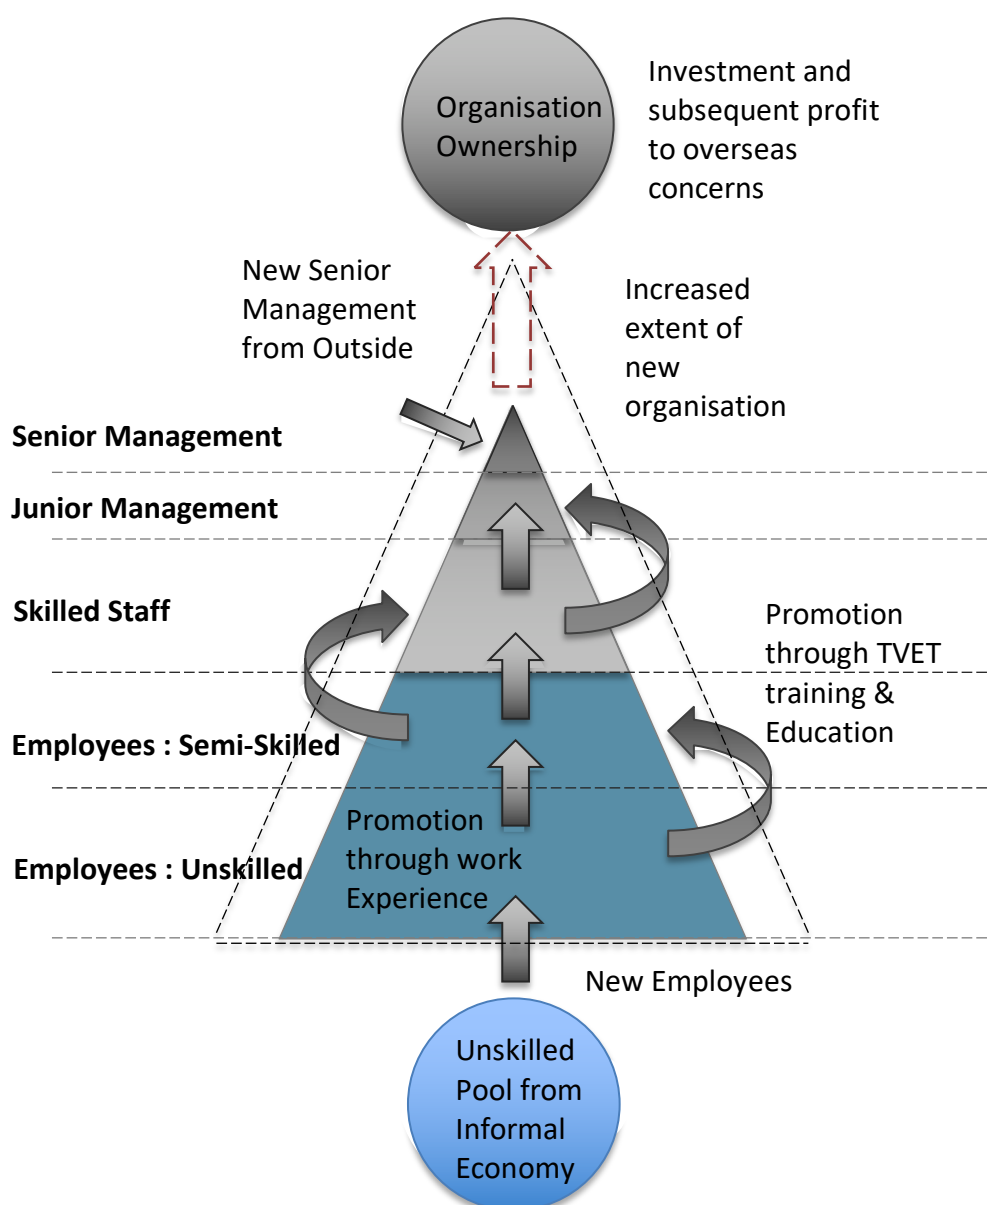 Organisation
Ownership
Investment and
subsequent profit
to overseas
concerns
New Senior
Management
from Outside
Increased
extent of
new
organisation
Senior Management
Junior Management
Skilled Staff
Promotion
through TVET
training &
Education
Employees : Semi-Skilled
Promotion
through work
Experience
Employees : Unskilled
New Employees
Unskilled
Pool from
Informal
Economy